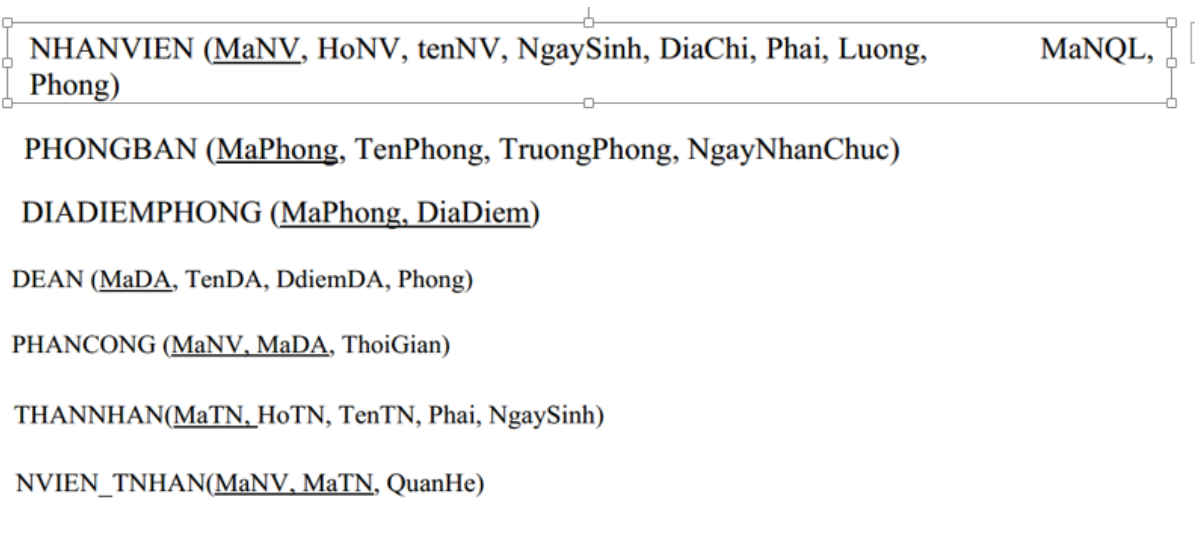 NHANVIEN (MaNV, HoNV, tenNV, NgaySinh, DiaChi, Phai, Luong, MaNQL,
Phong)
PHONGBAN (MaPhong, TenPhong, TruongPhong, NgayNhanChuc)
DIADIEMPHONG (MaPhong, DiaDiem)
DEAN (MaDA, TenDA, DdiemDA, Phong)
PHANCONG (MaNV, MaDA, ThoiGian)
THANNHAN(MaTN, HoTN, TenTN, Phai, NgaySinh)
NVIEN_TNHAN(MaNV, MaTN, QuanHe)